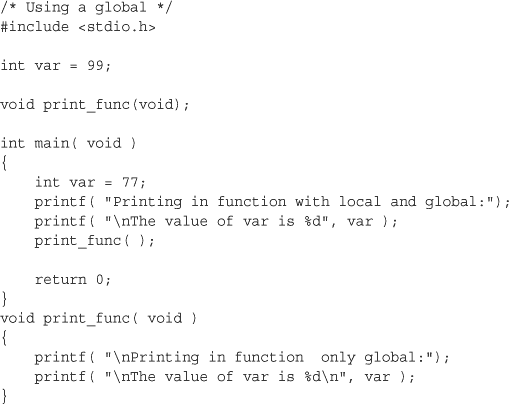 /* Using a global */
#include <stdio.h>

int var = 99;

void print_func(void);

int main( void )
{
    int var = 77;
    printf( "Printing in function with local and global:");
    printf( "\nThe value of var is %d", var );
    print_func( );

    return 0;
}
void print_func( void )
{
    printf( "\nPrinting in function  only global:");
    printf( "\nThe value of var is %d\n", var );
}